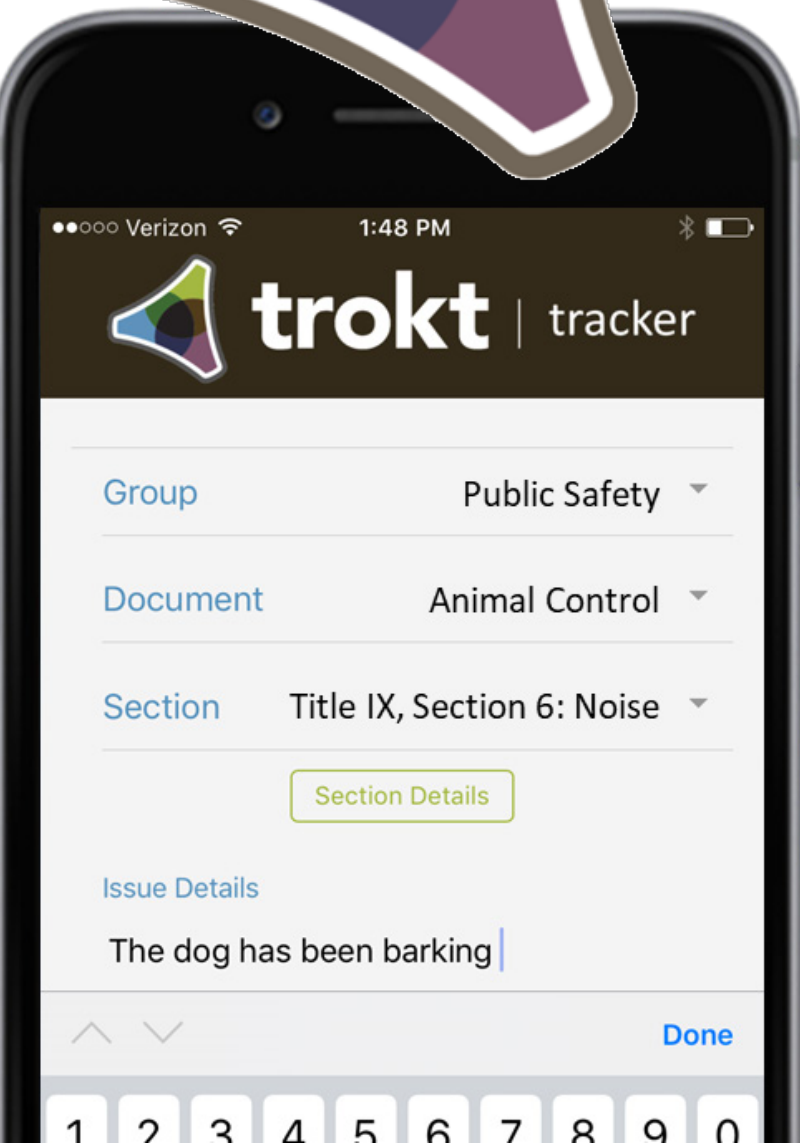 Verizon 1:48 PM
trokt | tracker
Group Public Safety
Document Animal Control
Section Title IX, Section 6: Noise
Section Details
Issue Details
The dog has been barking
Done
1 2 3 4 5 6 7 8 9 0